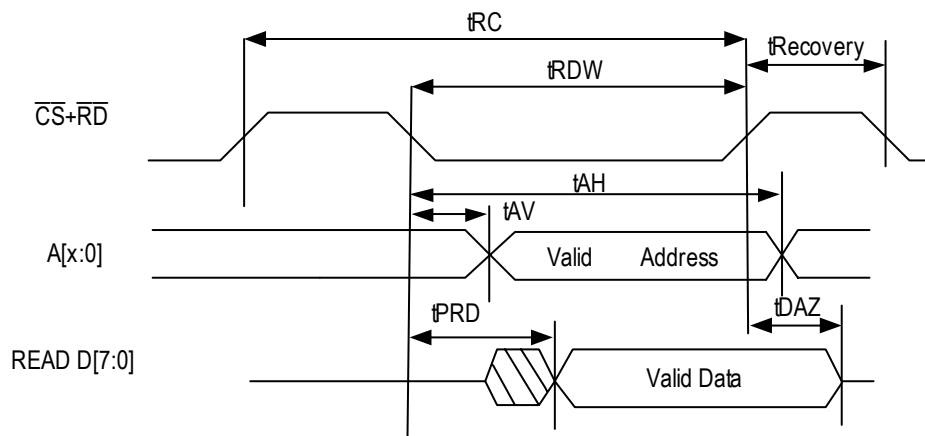 tRC
tRecovery
tRDW
CS+RD
tAH
tAV
A[x:0]
Valid Address
tPRD
tDAZ
READ D[7:0]
Valid Data